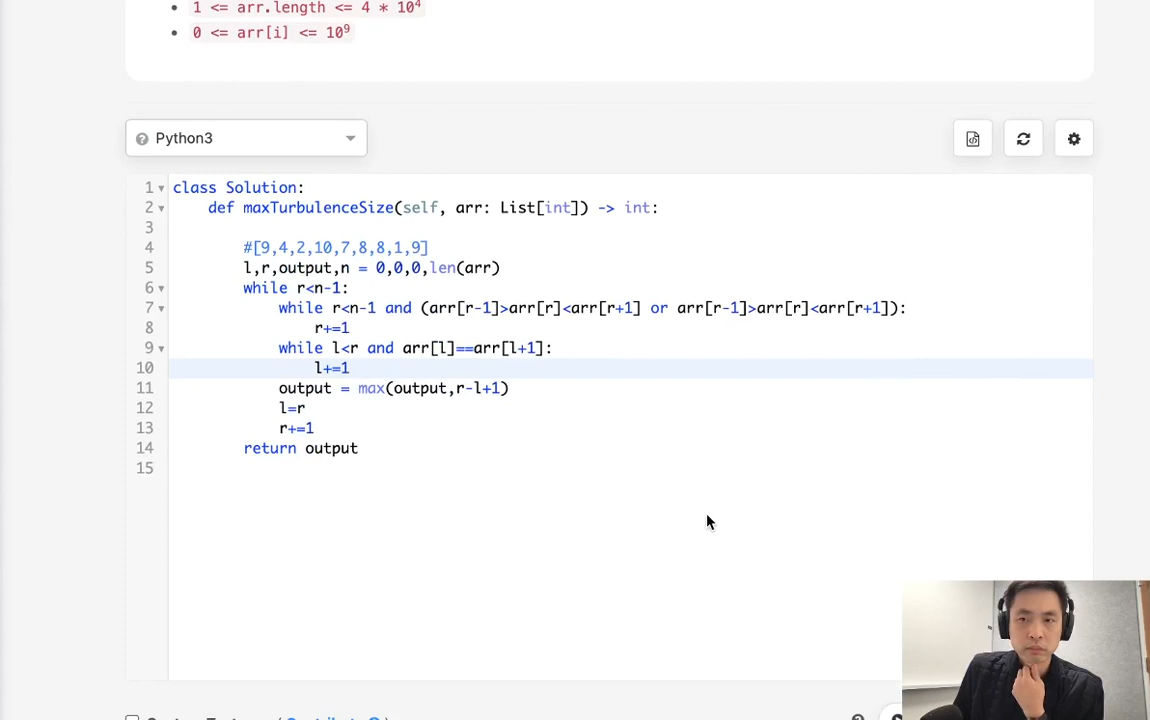 1 <= arr.length <= 4 * 10⁴
0 <= arr[i] <= 10⁹
Python3
1 class Solution:
2 def maxTurbulenceSize(self, arr: List[int]) -> int:
3
4 #[9,4,2,10,7,8,8,1,9]
5 l,r,output,n = 0,0,0,len(arr)
6 while r<n-1:
7 while r<n-1 and (arr[r-1]>arr[r]<arr[r+1] or arr[r-1]>arr[r]<arr[r+1]):
8 r+=1
9 while l<r and arr[l]==arr[l+1]:
10 l+=1
11 output = max(output,r-l+1)
12 l=r
13 r+=1
14 return output
15